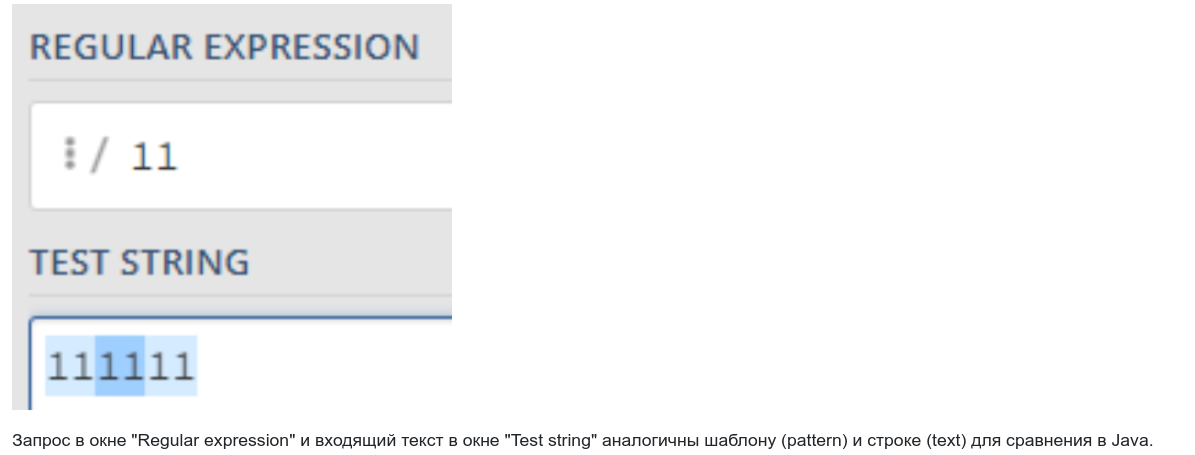 REGULAR EXPRESSION
/ 11
TEST STRING
111111
Запрос в окне "Regular expression" и входящий текст в окне "Test string" аналогичны шаблону (pattern) и строке (text) для сравнения в Java.